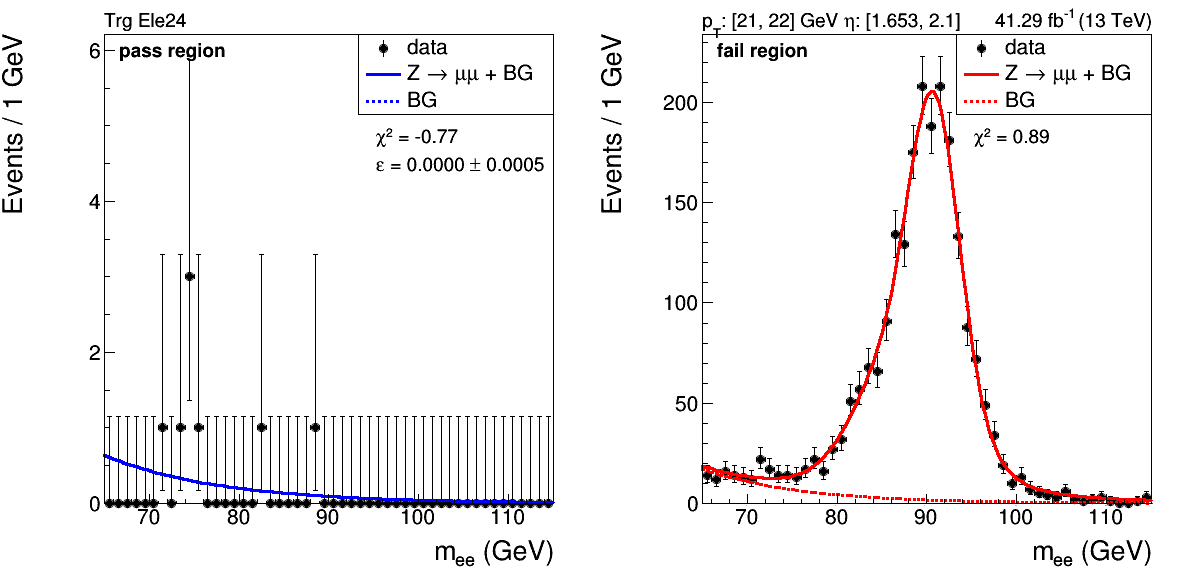 Trg Ele24
pass region
data
Z → μμ + BG
BG
χ² = -0.77
ε = 0.0000 ± 0.0005
Events / 1 GeV
6
4
2
0
70 80 90 100 110
m_ee (GeV)
p_T: [21, 22] GeV η: [1.653, 2.1] 41.29 fb⁻¹ (13 TeV)
fail region
data
Z → μμ + BG
BG
χ² = 0.89
Events / 1 GeV
200
150
100
50
0
70 80 90 100 110
m_ee (GeV)